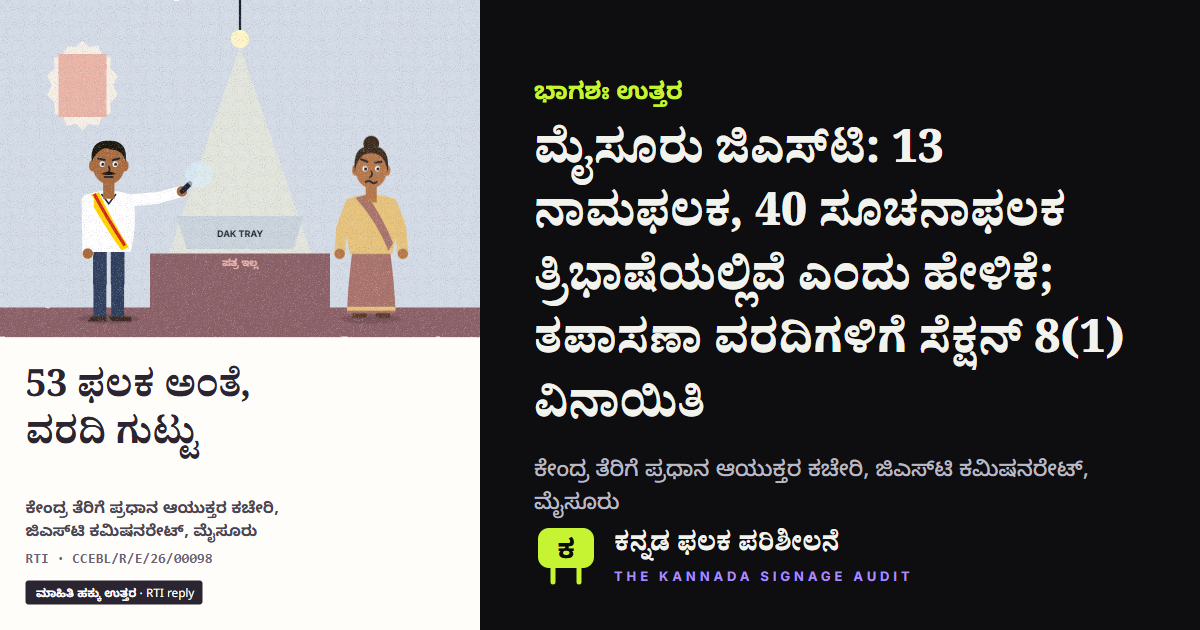 DAK TRAY
ಪತ್ರ ಇಲ್ಲ
53 ಫಲಕ ಅಂತೆ,
ವರದಿ ಗುಟ್ಟು
ಕೇಂದ್ರ ತೆರಿಗೆ ಪ್ರಧಾನ ಆಯುಕ್ತರ ಕಚೇರಿ,
ಜಿಎಸ್‌ಟಿ ಕಮಿಷನರೇಟ್, ಮೈಸೂರು
RTI · CCEBL/R/E/26/00098
ಮಾಹಿತಿ ಹಕ್ಕು ಉತ್ತರ · RTI reply
ಭಾಗಶಃ ಉತ್ತರ
ಮೈಸೂರು ಜಿಎಸ್‌ಟಿ: 13
ನಾಮಫಲಕ, 40 ಸೂಚನಾಫಲಕ
ತ್ರಿಭಾಷೆಯಲ್ಲಿವೆ ಎಂದು ಹೇಳಿಕೆ;
ತಪಾಸಣಾ ವರದಿಗಳಿಗೆ ಸೆಕ್ಷನ್ 8(1)
ವಿನಾಯಿತಿ
ಕೇಂದ್ರ ತೆರಿಗೆ ಪ್ರಧಾನ ಆಯುಕ್ತರ ಕಚೇರಿ, ಜಿಎಸ್‌ಟಿ ಕಮಿಷನರೇಟ್,
ಮೈಸೂರು
ಕ
ಕನ್ನಡ ಫಲಕ ಪರಿಶೀಲನೆ
THE KANNADA SIGNAGE AUDIT